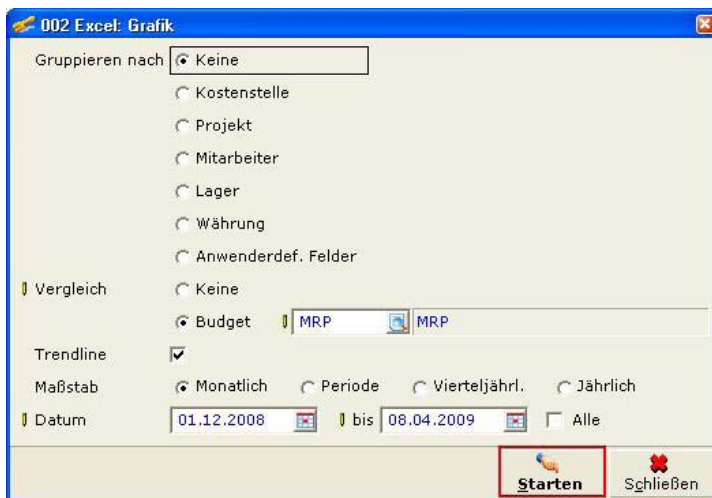 002 Excel: Grafik
Gruppieren nach Keine
Kostenstelle
Projekt
Mitarbeiter
Lager
Währung
Anwenderdef. Felder
Vergleich Keine
Budget MRP MRP
Trendline
Maßstab Monatlich Periode Vierteljährl. Jährlich
Datum 01.12.2008 bis 08.04.2009 Alle
Starten Schließen